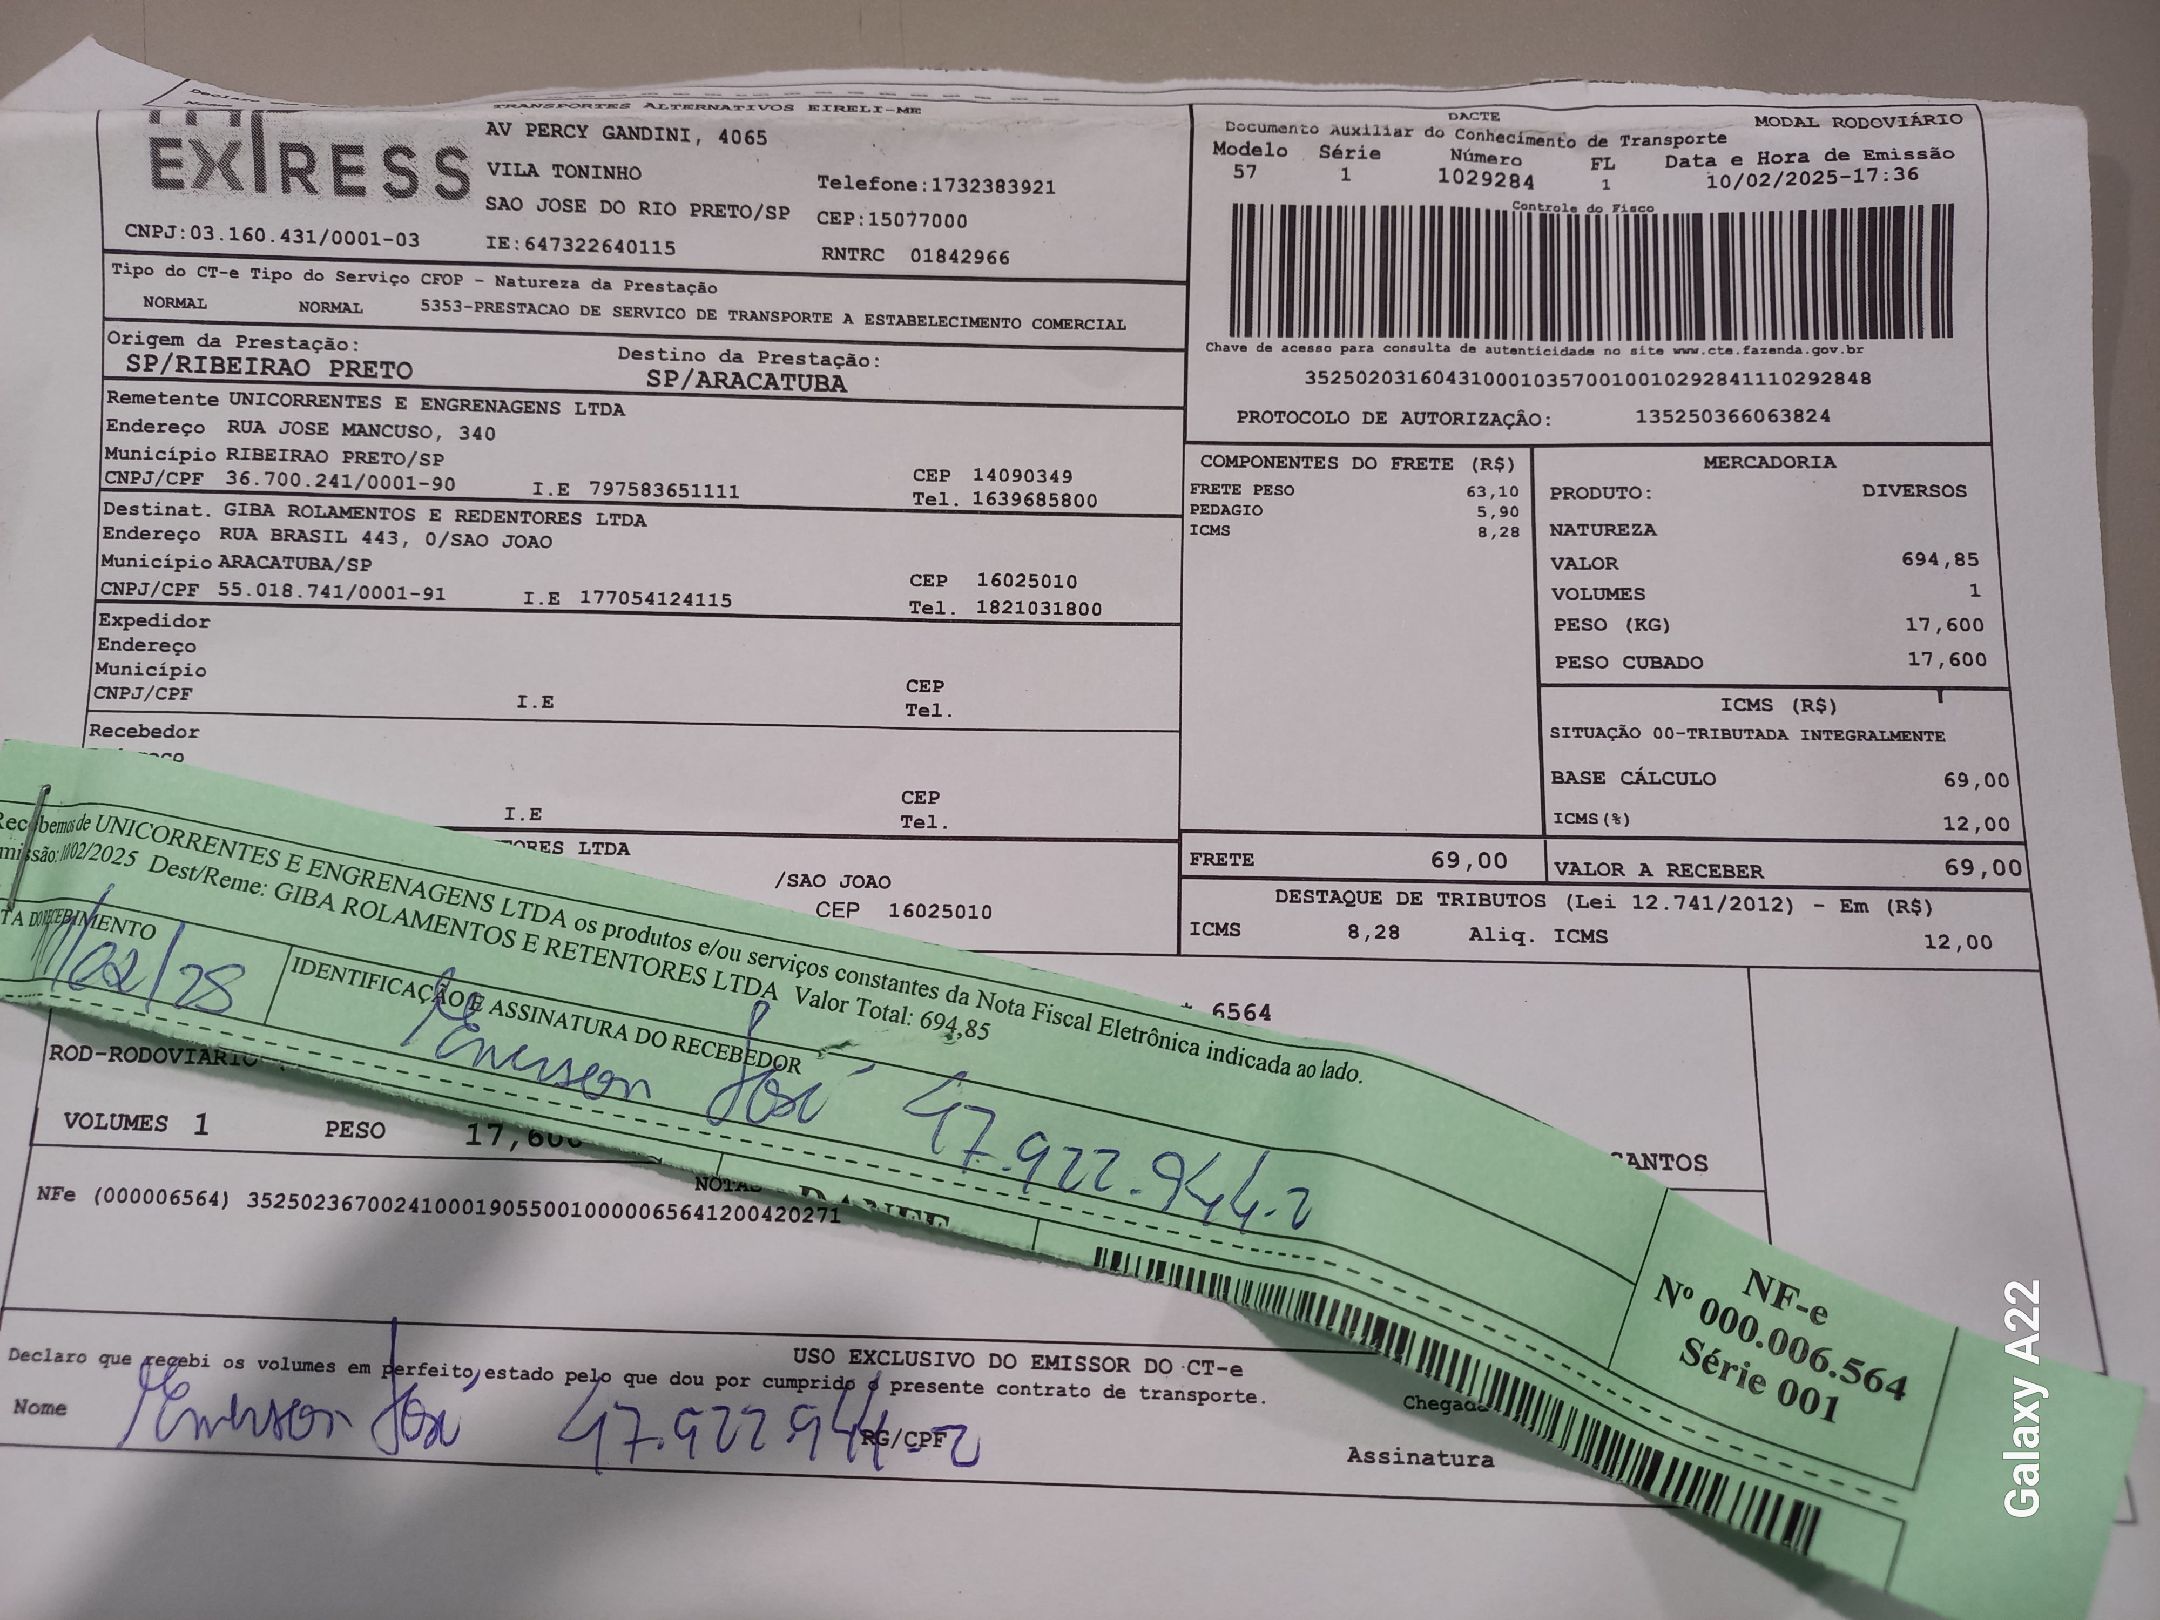 TRANSPORTES ALTERNATIVOS EIRELI-ME
EXPRESS
AV PERCY GANDINI, 4065
VILA TONINHO
Telefone:1732383921
SAO JOSE DO RIO PRETO/SP CEP:15077000
CNPJ:03.160.431/0001-03 IE:647322640115 RNTRC 01842966
DACTE MODAL RODOVIÁRIO
Documento Auxiliar do Conhecimento de Transporte
Modelo Série Número FL Data e Hora de Emissão
57 1 1029284 1 10/02/2025-17:36
Controle do Fisco
Chave de acesso para consulta de autenticidade no site www.cte.fazenda.gov.br
35250203160431000103570010010292841110292848
PROTOCOLO DE AUTORIZAÇÃO: 135250366063824
Tipo do CT-e Tipo do Serviço CFOP - Natureza da Prestação
NORMAL NORMAL 5353-PRESTACAO DE SERVICO DE TRANSPORTE A ESTABELECIMENTO COMERCIAL
Origem da Prestação: Destino da Prestação:
SP/RIBEIRAO PRETO SP/ARACATUBA
Remetente UNICORRENTES E ENGRENAGENS LTDA
Endereço RUA JOSE MANCUSO, 340
Município RIBEIRAO PRETO/SP CEP 14090349
CNPJ/CPF 36.700.241/0001-90 I.E 797583651111 Tel. 1639685800
Destinat. GIBA ROLAMENTOS E REDENTORES LTDA
Endereço RUA BRASIL 443, 0/SAO JOAO
Município ARACATUBA/SP CEP 16025010
CNPJ/CPF 55.018.741/0001-91 I.E 177054124115 Tel. 1821031800
Expedidor
Endereço
Município CEP
CNPJ/CPF I.E Tel.
Recebedor
CEP
I.E Tel.
LTDA
/SAO JOAO
CEP 16025010
COMPONENTES DO FRETE (R$)
FRETE PESO 63,10
PEDAGIO 5,90
ICMS 8,28
MERCADORIA
PRODUTO: DIVERSOS
NATUREZA
VALOR 694,85
VOLUMES 1
PESO (KG) 17,600
PESO CUBADO 17,600
ICMS (R$)
SITUAÇÃO 00-TRIBUTADA INTEGRALMENTE
BASE CÁLCULO 69,00
ICMS(%) 12,00
FRETE 69,00 VALOR A RECEBER 69,00
DESTAQUE DE TRIBUTOS (Lei 12.741/2012) - Em (R$)
ICMS 8,28 Aliq. ICMS 12,00
6564
Recebemos de UNICORRENTES E ENGRENAGENS LTDA os produtos e/ou serviços constantes da Nota Fiscal Eletrônica indicada ao lado.
missão: 10/02/2025 Dest/Reme: GIBA ROLAMENTOS E RETENTORES LTDA Valor Total: 694,85
TA DO RECEBIMENTO IDENTIFICAÇÃO E ASSINATURA DO RECEBEDOR
Emerson José 47.922.944-2
NF-e
Nº 000.006.564
Série 001
ROD-RODOVIARIO
VOLUMES 1 PESO 17,600
SANTOS
NFe (000006564) 35250236700241000190550010000065641200420271
DANFE
USO EXCLUSIVO DO EMISSOR DO CT-e
Declaro que recebi os volumes em perfeito estado pelo que dou por cumprido o presente contrato de transporte.
Nome Emerson José 47.922.944-2 RG/CPF
Chegada
Assinatura
Galaxy A22